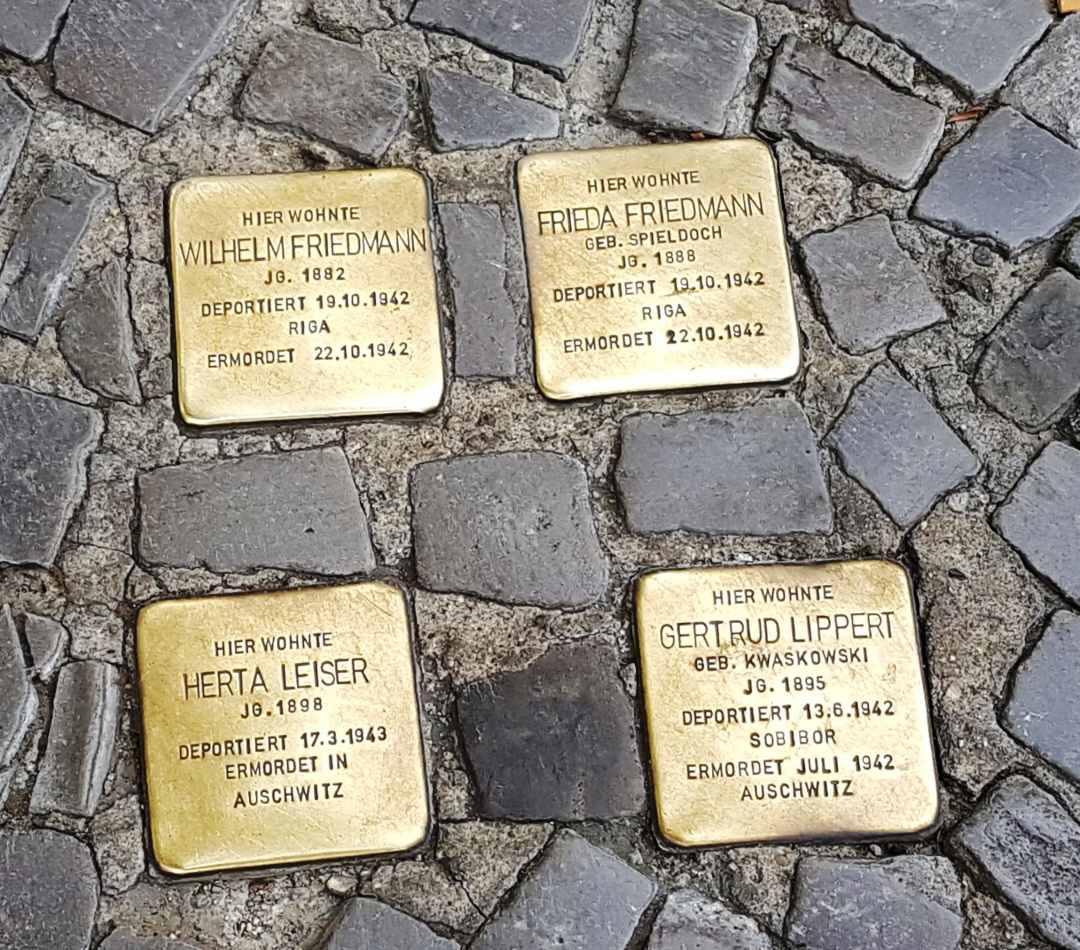 HIER WOHNTE
WILHELM FRIEDMANN
JG. 1882
DEPORTIERT 19.10.1942
RIGA
ERMORDET 22.10.1942
HIER WOHNTE
FRIEDA FRIEDMANN
GEB. SPIELDOCH
JG. 1888
DEPORTIERT 19.10.1942
RIGA
ERMORDET 22.10.1942
HIER WOHNTE
HERTA LEISER
JG. 1898
DEPORTIERT 17.3.1943
ERMORDET IN
AUSCHWITZ
HIER WOHNTE
GERTRUD LIPPERT
GEB. KWASKOWSKI
JG. 1895
DEPORTIERT 13.6.1942
SOBIBOR
ERMORDET JULI 1942
AUSCHWITZ